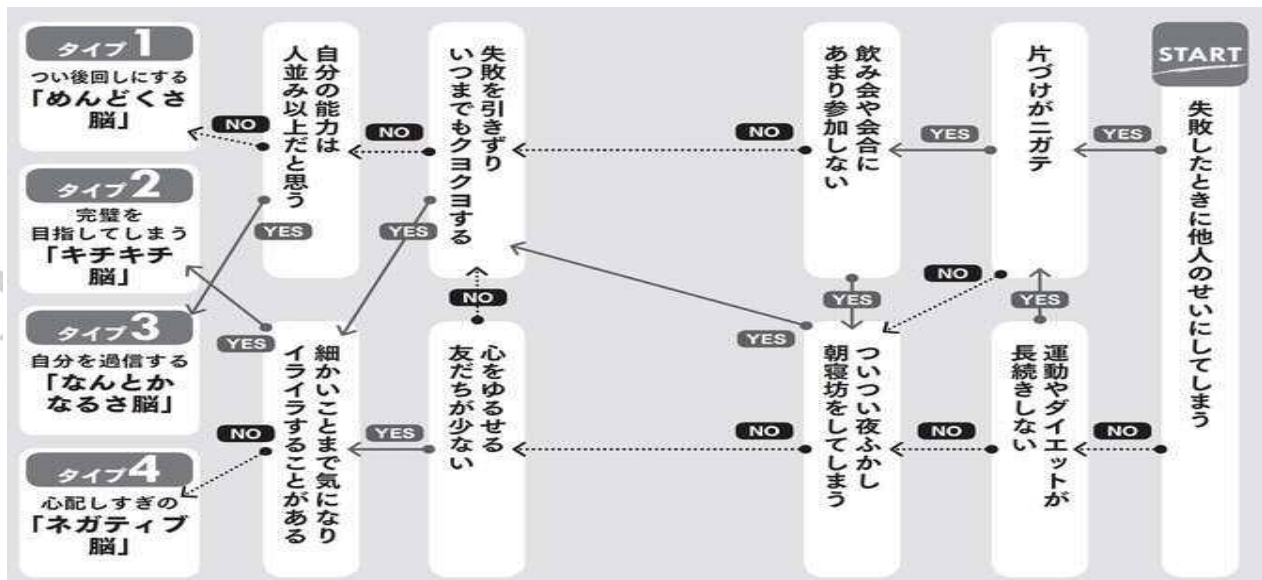 START
失敗したときに他人のせいにしてしまう
YES
NO
片づけがニガテ
YES
NO
運動やダイエットが
長続きしない
YES
NO
飲み会や会合に
あまり参加しない
NO
YES
ついつい夜ふかし
朝寝坊をしてしまう
YES
NO
失敗を引きずり
いつまでもクヨクヨする
NO
YES
心をゆるせる
友だちが少ない
NO
YES
自分の能力は
人並み以上だと思う
NO
YES
細かいことまで気になり
イライラすることがある
YES
NO
タイプ1
つい後回しにする
「めんどくさ
脳」
タイプ2
完璧を
目指してしまう
「キチキチ
脳」
タイプ3
自分を過信する
「なんとか
なるさ脳」
タイプ4
心配しすぎの
「ネガティブ
脳」